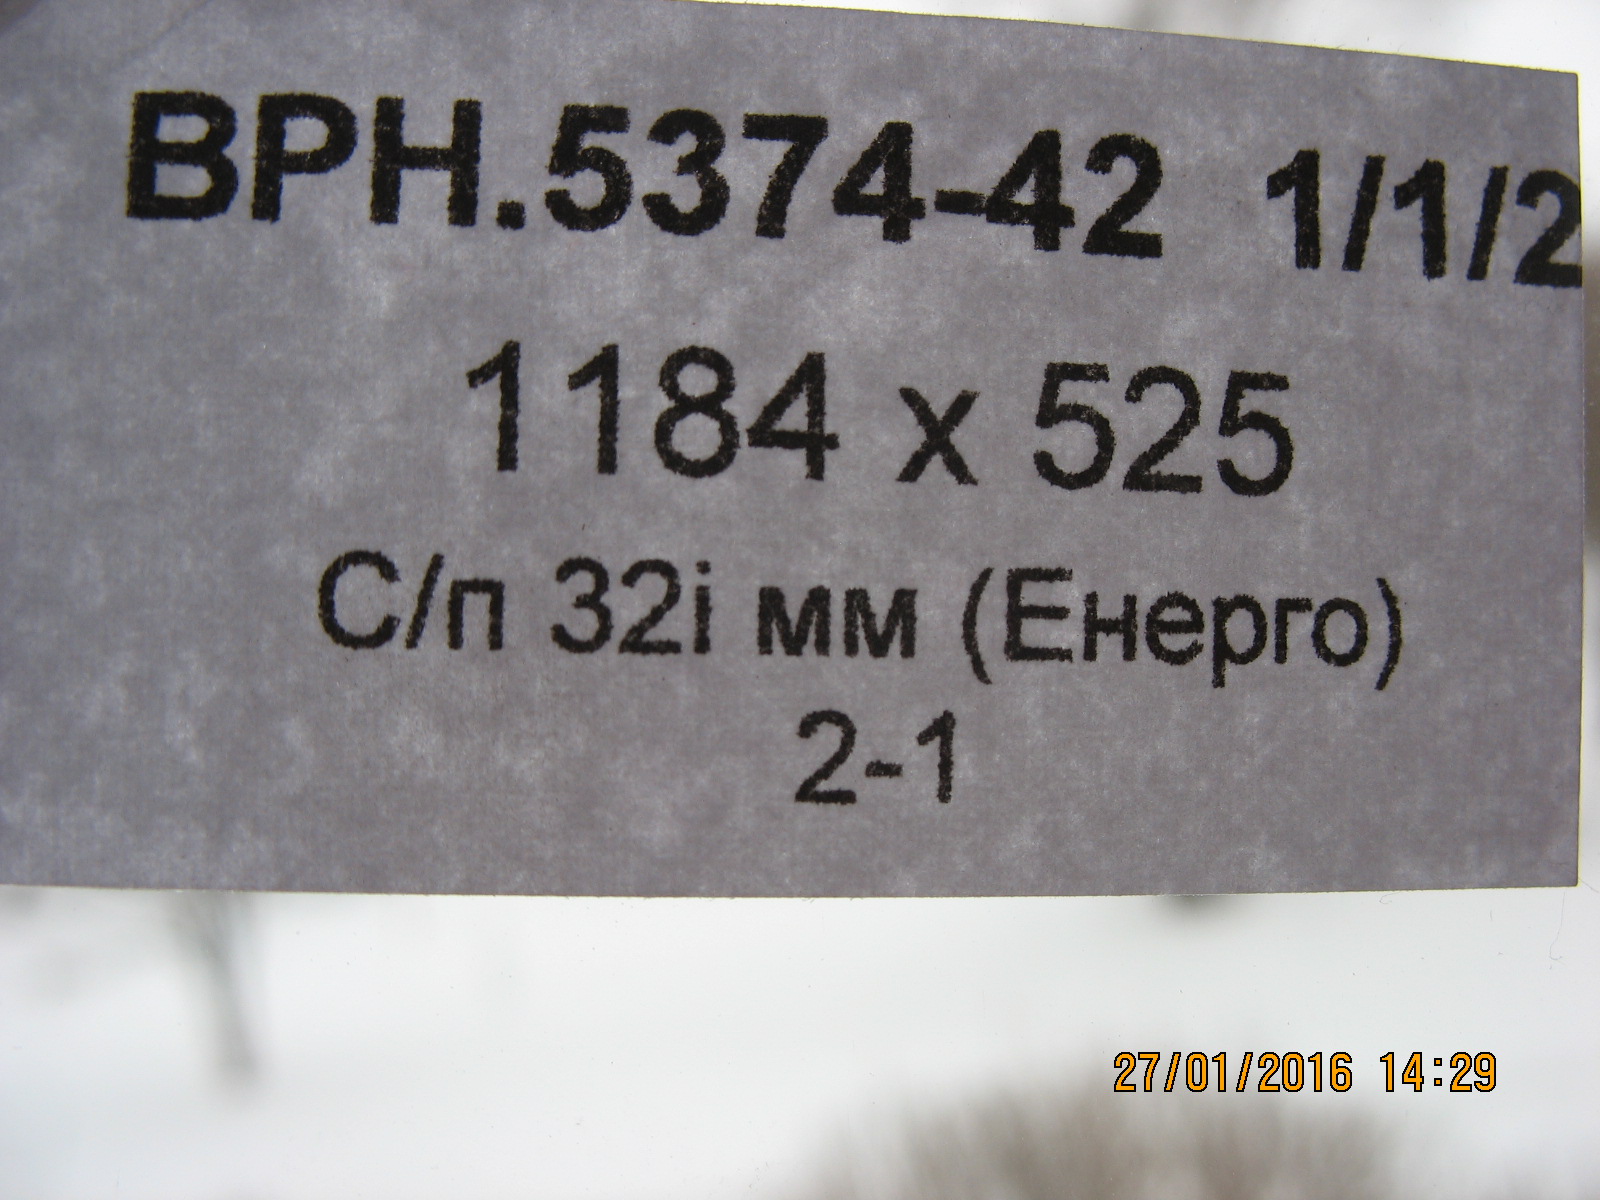 ВРН.5374-42 1/1/2
1184 x 525
С/п 32і мм (Енерго)
2-1
27/01/2016 14:29